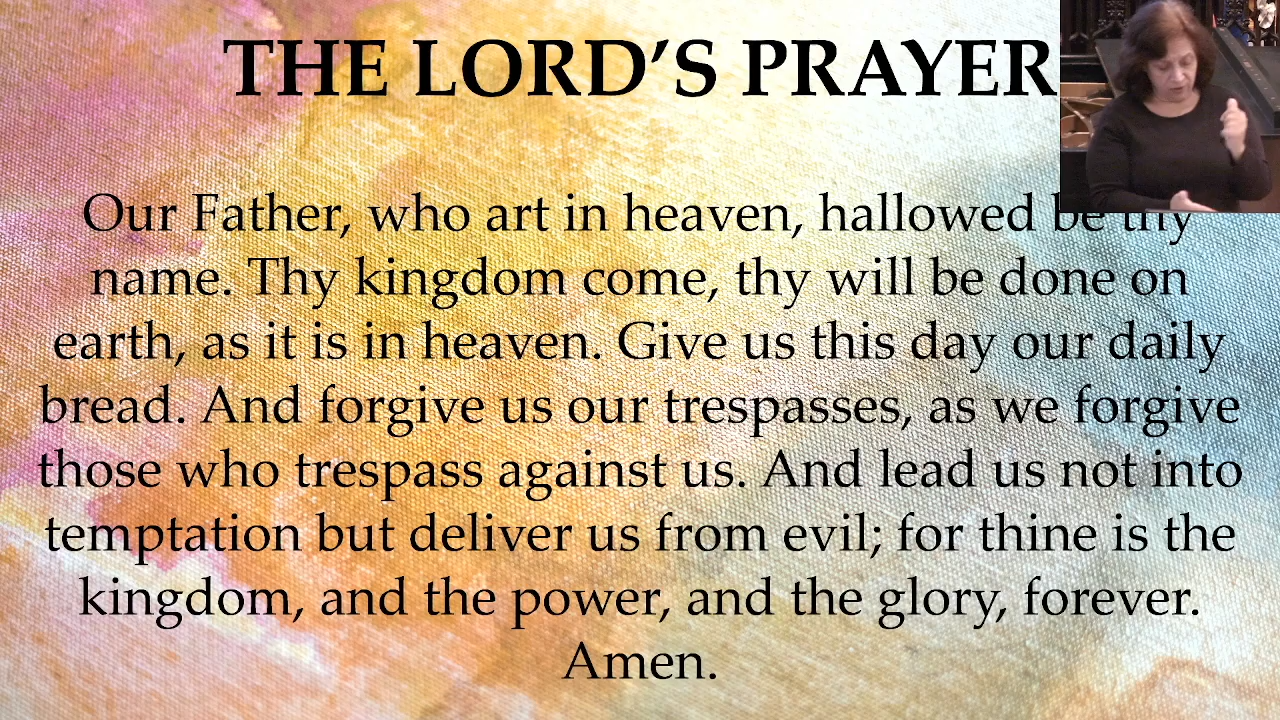 THE LORD’S PRAYER
Our Father, who art in heaven, hallowed be thy
name. Thy kingdom come, thy will be done on
earth, as it is in heaven. Give us this day our daily
bread. And forgive us our trespasses, as we forgive
those who trespass against us. And lead us not into
temptation but deliver us from evil; for thine is the
kingdom, and the power, and the glory, forever.
Amen.